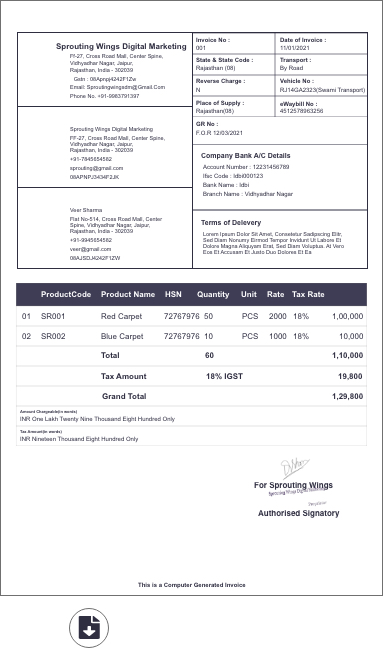 Sprouting Wings Digital Marketing
Ff-27, Cross Road Mall, Center Spine,
Vidhyadhar Nagar, Jaipur,
Rajasthan, India - 302039
Gstn : 08Apnpj4242F1Zw
Email: Sproutingwingsdm@Gmail.Com
Phone No. +91-9983791397
Sprouting Wings Digital Marketing
FF-27, Cross Road Mall, Center Spine,
Vidhyadhar Nagar, Jaipur,
Rajasthan, India - 302039
+91-7845654582
sprouting@gmail.com
08APNPJ3434F2JK
Veer Sharma
Flat No-514, Cross Road Mall, Center
Spine, Vidhyadhar Nagar, Jaipur,
Rajasthan, India - 302039
+91-9945654582
veer@gmail.com
08AJSDJ4242F1ZW
Invoice No :
001
Date of Invoice :
11/01/2021
State & State Code :
Rajasthan (08)
Transport :
By Road
Reverse Charge :
N
Vehicle No :
RJ14GA2323(Swami Transport)
Place of Supply :
Rajasthan(08)
eWaybill No :
4512578963256
GR No :
F.O.R 12/03/2021
Company Bank A/C Details
Account Number : 12231456789
Ifsc Code : Idbi000123
Bank Name : Idbi
Branch Name : Vidhyadhar Nagar
Terms of Delevery
Lorem Ipsum Dolor Sit Amet, Consetetur Sadipscing Elitr,
Sed Diam Nonumy Eirmod Tempor Invidunt Ut Labore Et
Dolore Magna Aliquyam Erat, Sed Diam Voluptua. At Vero
Eos Et Accusam Et Justo Duo Dolores Et Ea
ProductCode Product Name HSN Quantity Unit Rate Tax Rate
01 SR001 Red Carpet 72767976 50 PCS 2000 18% 1,00,000
02 SR002 Blue Carpet 72767976 10 PCS 1000 18% 10,000
Total 60 1,10,000
Tax Amount 18% IGST 19,800
Grand Total 1,29,800
Amount Chargeable(in words)
INR One Lakh Twenty Nine Thousand Eight Hundred Only
Tax Amount(in words)
INR Nineteen Thousand Eight Hundred Only
For Sprouting Wings
Sprouting Wings Digital
Authorised Signatory
This is a Computer Generated Invoice